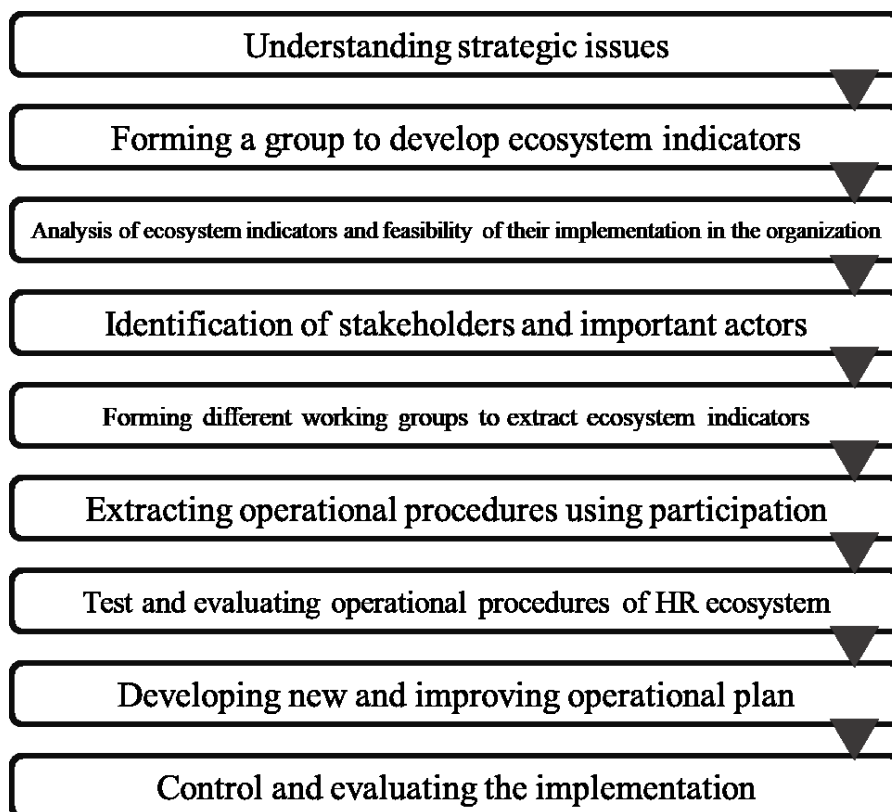 Understanding strategic issues
Forming a group to develop ecosystem indicators
Analysis of ecosystem indicators and feasibility of their implementation in the organization
Identification of stakeholders and important actors
Forming different working groups to extract ecosystem indicators
Extracting operational procedures using participation
Test and evaluating operational procedures of HR ecosystem
Developing new and improving operational plan
Control and evaluating the implementation